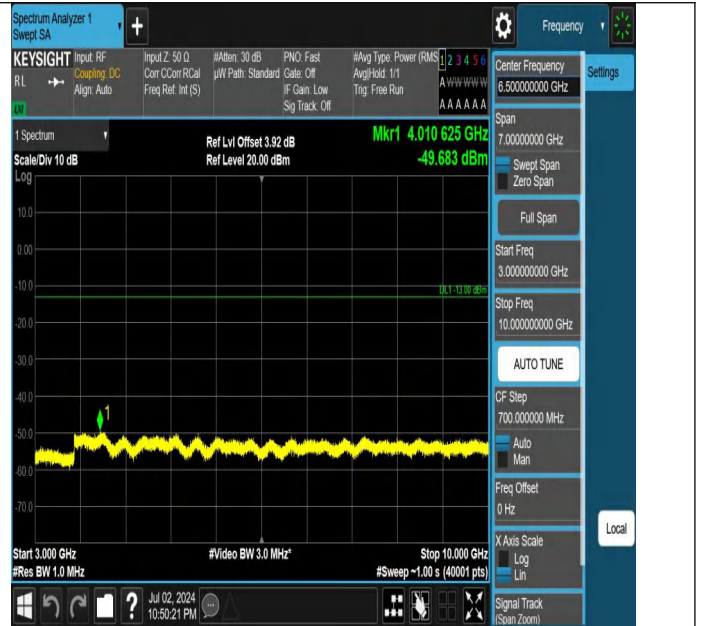 Spectrum Analyzer 1
Swept SA
Frequency
KEYSIGHT
RL
LXI
Input: RF
Coupling: DC
Align: Auto
Input Z: 50 Ω
Corr CCorr RCal
Freq Ref: Int (S)
#Atten: 30 dB
µW Path: Standard
PNO: Fast
Gate: Off
IF Gain: Low
Sig Track: Off
#Avg Type: Power (RMS
Avg|Hold: 1/1
Trig: Free Run
1 2 3 4 5 6
A W W W W W
A A A A A A
1 Spectrum
Scale/Div 10 dB
Log
Ref Lvl Offset 3.92 dB
Ref Level 20.00 dBm
Mkr1 4.010 625 GHz
-49.683 dBm
10.0
0.00
-10.0
DL1 -13.00 dBm
-20.0
-30.0
-40.0
1
-50.0
-60.0
-70.0
Start 3.000 GHz
#Res BW 1.0 MHz
#Video BW 3.0 MHz*
Stop 10.000 GHz
#Sweep ~1.00 s (40001 pts)
Jul 02, 2024
10:50:21 PM
?
Center Frequency
6.500000000 GHz
Settings
Span
7.00000000 GHz
Swept Span
Zero Span
Full Span
Start Freq
3.000000000 GHz
Stop Freq
10.000000000 GHz
AUTO TUNE
CF Step
700.000000 MHz
Auto
Man
Freq Offset
0 Hz
X Axis Scale
Log
Lin
Local
Signal Track
(Span Zoom)